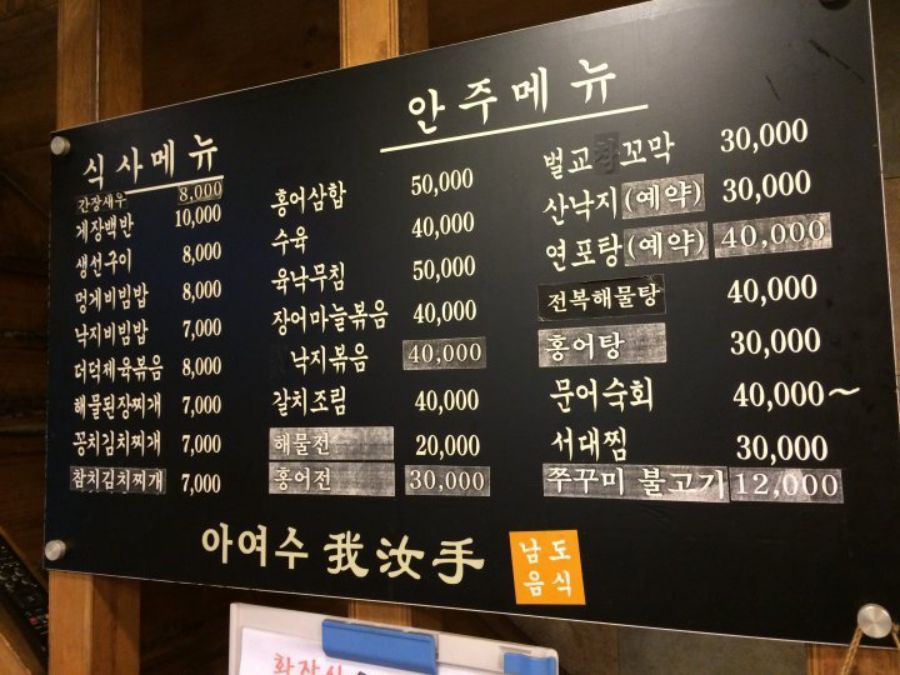 식사메뉴
간장새우 8,000
게장백반 10,000
생선구이 8,000
멍게비빔밥 8,000
낙지비빔밥 7,000
더덕제육볶음 8,000
해물된장찌개 7,000
꽁치김치찌개 7,000
참치김치찌개 7,000
안주메뉴
홍어삼합 50,000
수육 40,000
육낙무침 50,000
장어마늘볶음 40,000
낙지볶음 40,000
갈치조림 40,000
해물전 20,000
홍어전 30,000
벌교 꼬막 30,000
산낙지(예약) 30,000
연포탕(예약) 40,000
전복해물탕 40,000
홍어탕 30,000
문어숙회 40,000~
서대찜 30,000
쭈꾸미 불고기 12,000
아여수 我汝手
남도
음식